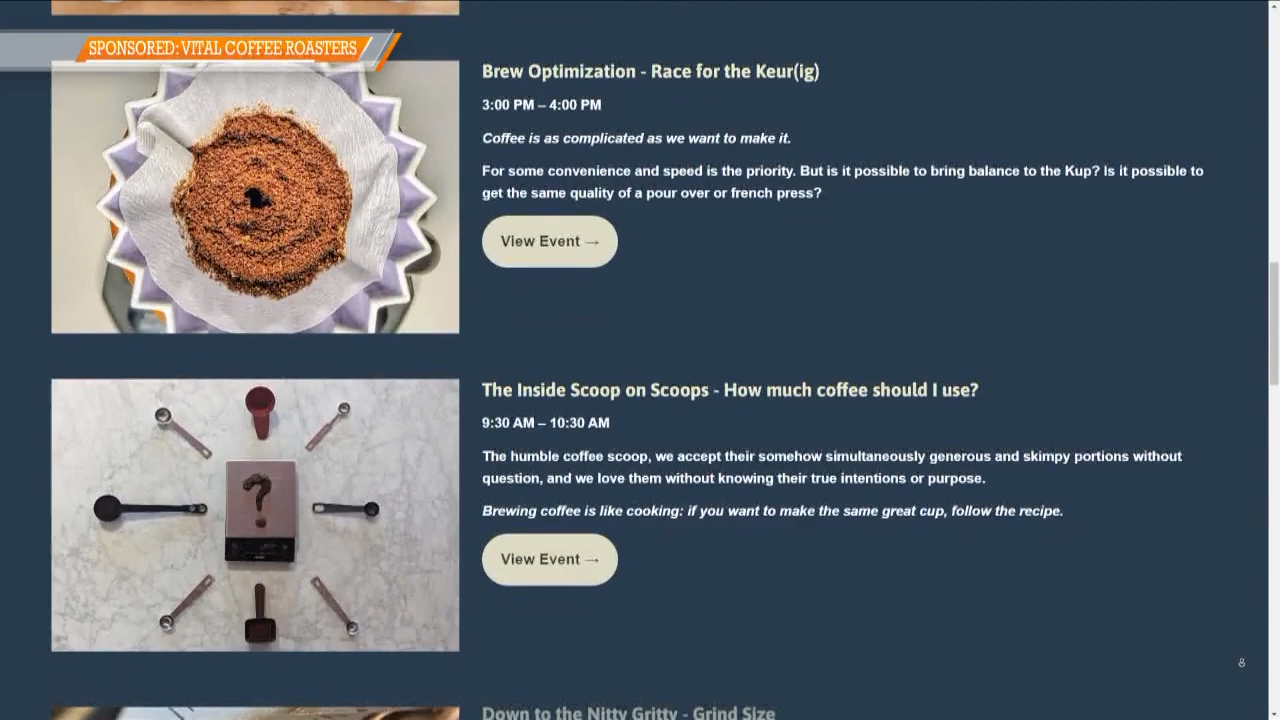 SPONSORED: VITAL COFFEE ROASTERS
Brew Optimization - Race for the Keur(ig)
3:00 PM – 4:00 PM
Coffee is as complicated as we want to make it.
For some convenience and speed is the priority. But is it possible to bring balance to the Kup? Is it possible to
get the same quality of a pour over or french press?
View Event →
The Inside Scoop on Scoops - How much coffee should I use?
9:30 AM – 10:30 AM
The humble coffee scoop, we accept their somehow simultaneously generous and skimpy portions without
question, and we love them without knowing their true intentions or purpose.
Brewing coffee is like cooking: if you want to make the same great cup, follow the recipe.
?
View Event →
8
Down to the Nitty Gritty - Grind Size